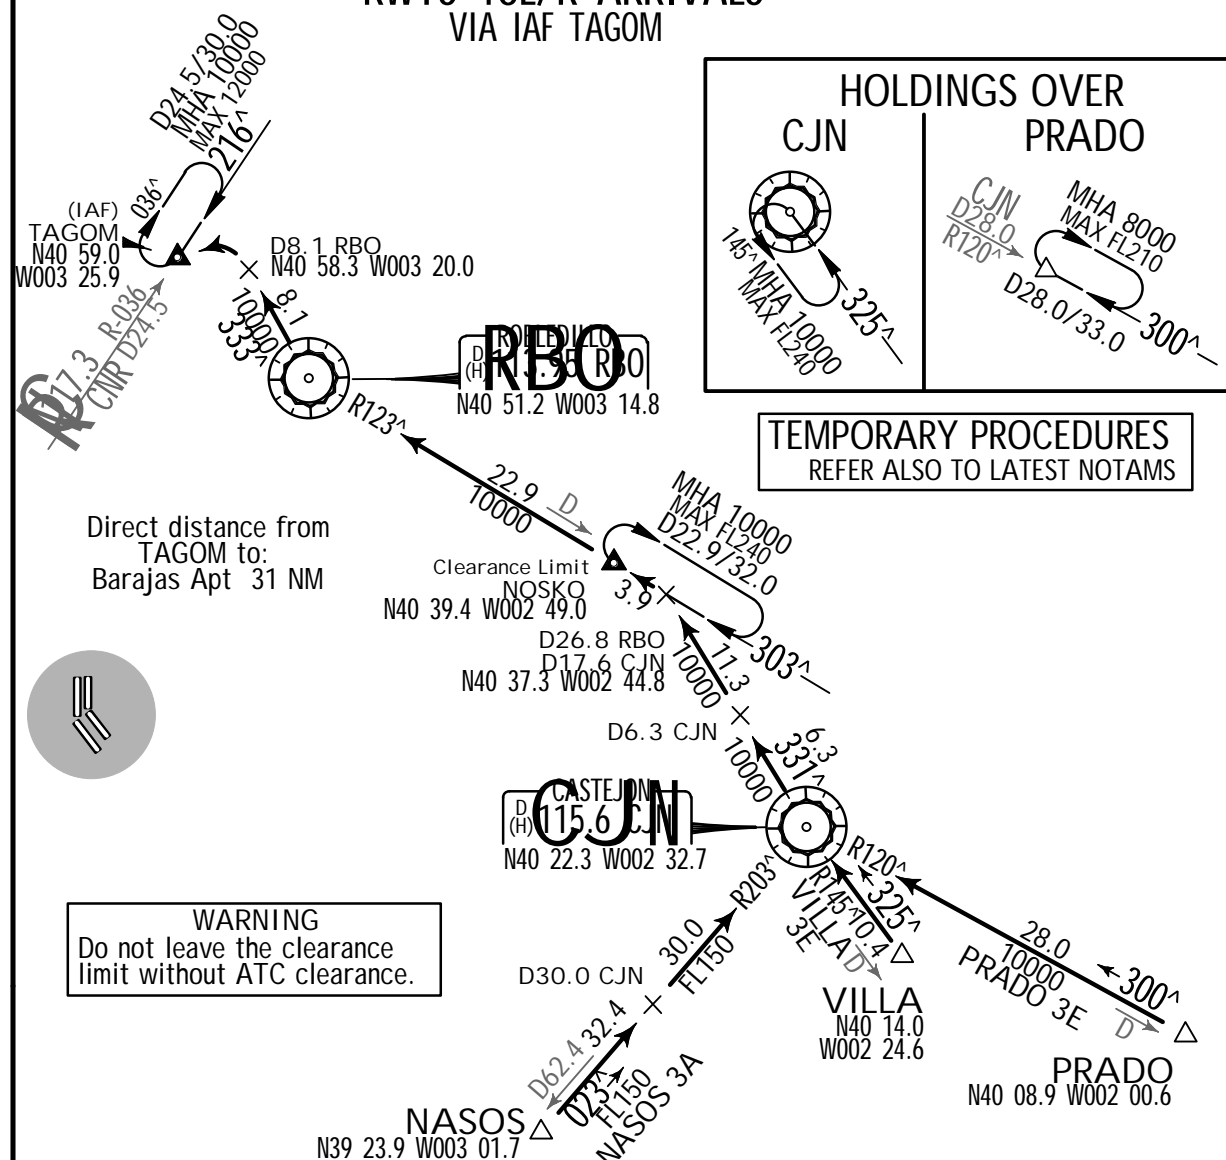 VIA IAF TAGOM
D24.5/30.0
MHA 10000
MAX 12000
216^
036^
(IAF)
TAGOM
N40 59.0
W003 25.9
D8.1 RBO
N40 58.3 W003 20.0
8.1
10000
333^
R-036
CNR D24.5
ROBLEDILLO
D
(H)
113.95 RBO
RBO
N40 51.2 W003 14.8
HOLDINGS OVER
CJN
145^
MHA 10000
MAX FL240
325^
PRADO
CJN
D28.0
R120^
MHA 8000
MAX FL210
D28.0/33.0
300^
TEMPORARY PROCEDURES
REFER ALSO TO LATEST NOTAMS
R123^
22.9
10000
D
MHA 10000
MAX FL240
D22.9/32.0
Direct distance from
TAGOM to:
Barajas Apt 31 NM
Clearance Limit
NOSKO
N40 39.4 W002 49.0
3.9
303^
D26.8 RBO
D17.6 CJN
N40 37.3 W002 44.8
11.3
10000
D6.3 CJN
6.3
331^
10000
CASTEJON
D
(H)
115.6 CJN
CJN
N40 22.3 W002 32.7
R120^
R145^
325^
10.4
VILLA
3E
D
R203^
30.0
FL150
28.0
10000
PRADO 3E
300^
D
WARNING
Do not leave the clearance
limit without ATC clearance.
D30.0 CJN
VILLA
N40 14.0
W002 24.6
PRADO
N40 08.9 W002 00.6
32.4
D62.4
023^
FL150
NASOS 3A
NASOS
N39 23.9 W003 01.7